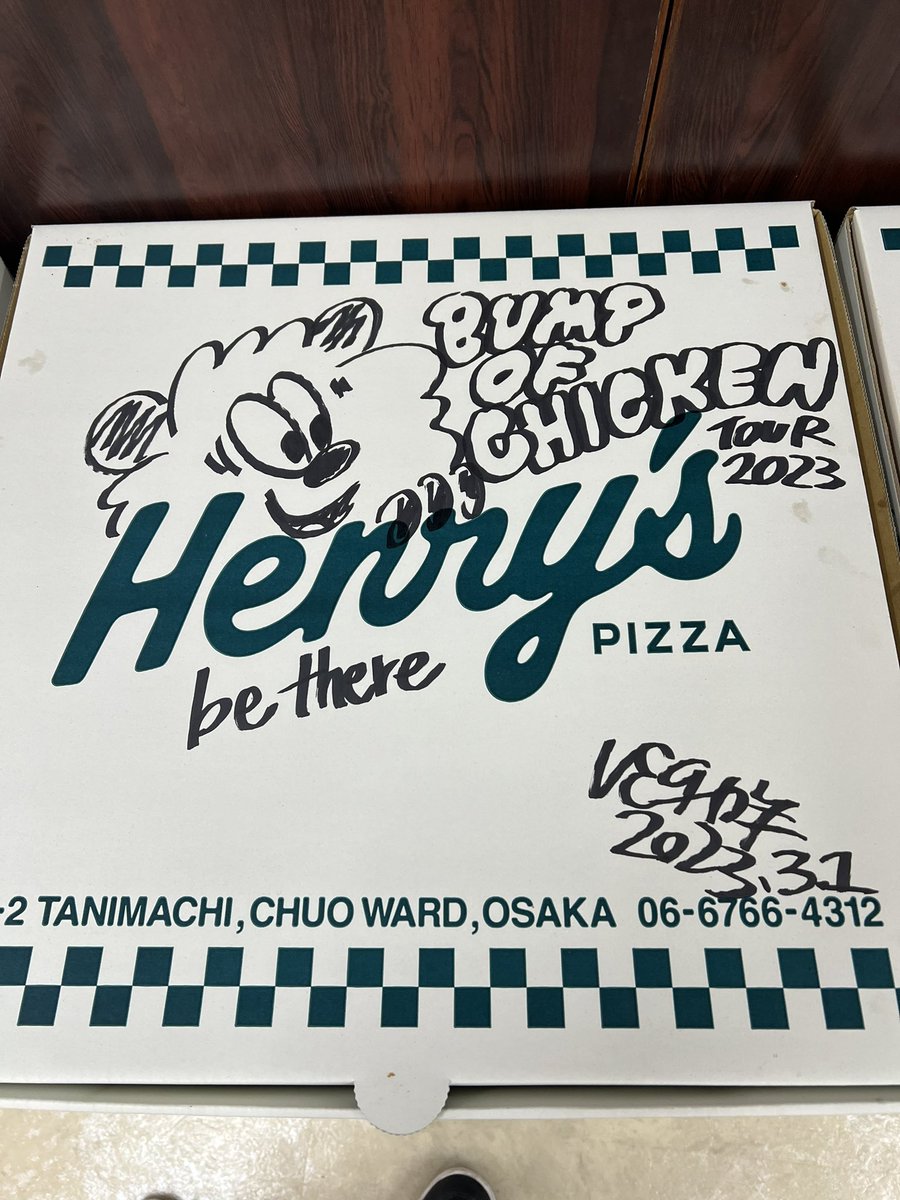 BUMP
OF
CHICKEN
TOUR
2023
Henry's
PIZZA
be there
2023.3.1
-2 TANIMACHI, CHUO WARD, OSAKA 06-6766-4312